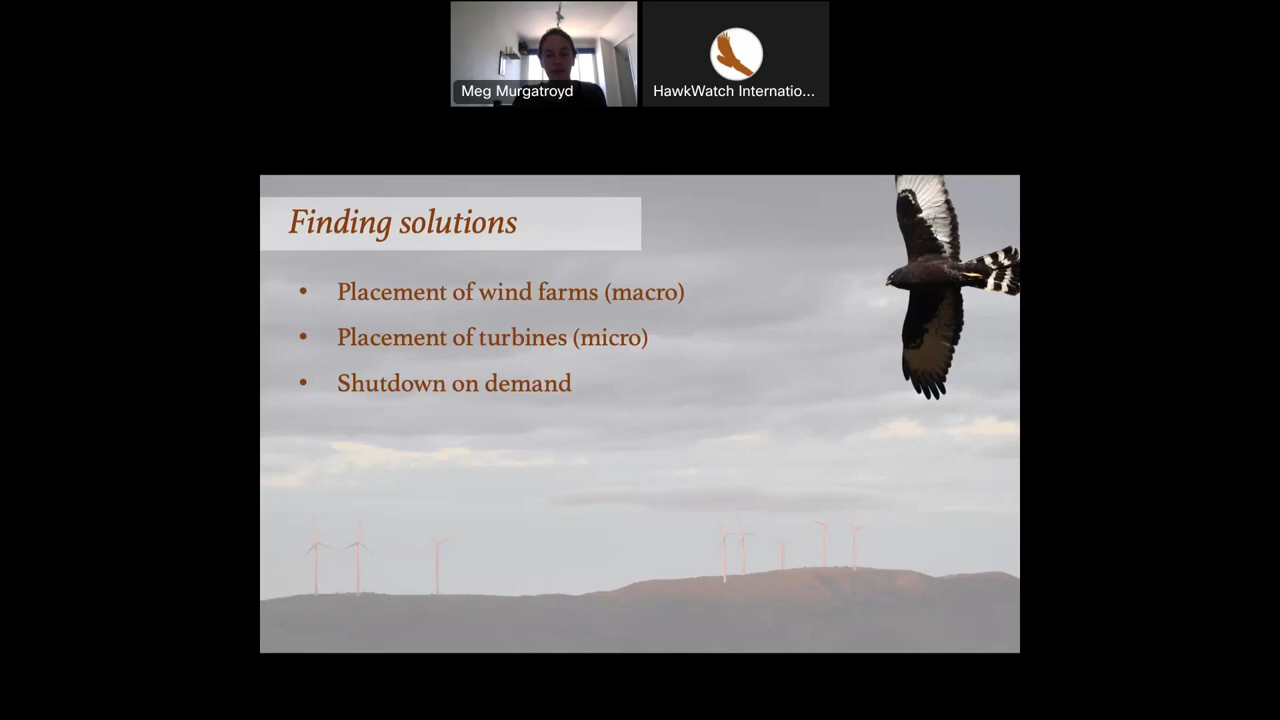 Meg Murgatroyd
HawkWatch Internatio...
Finding solutions
• Placement of wind farms (macro)
• Placement of turbines (micro)
• Shutdown on demand